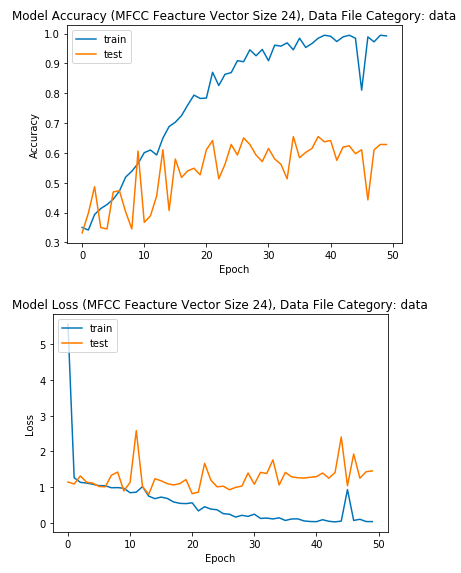 Model Accuracy (MFCC Feacture Vector Size 24), Data File Category: data
train
test
1.0
0.9
0.8
0.7
0.6
0.5
0.4
0.3
Accuracy
0 10 20 30 40 50
Epoch
Model Loss (MFCC Feacture Vector Size 24), Data File Category: data
train
test
5
4
3
2
1
0
Loss
0 10 20 30 40 50
Epoch